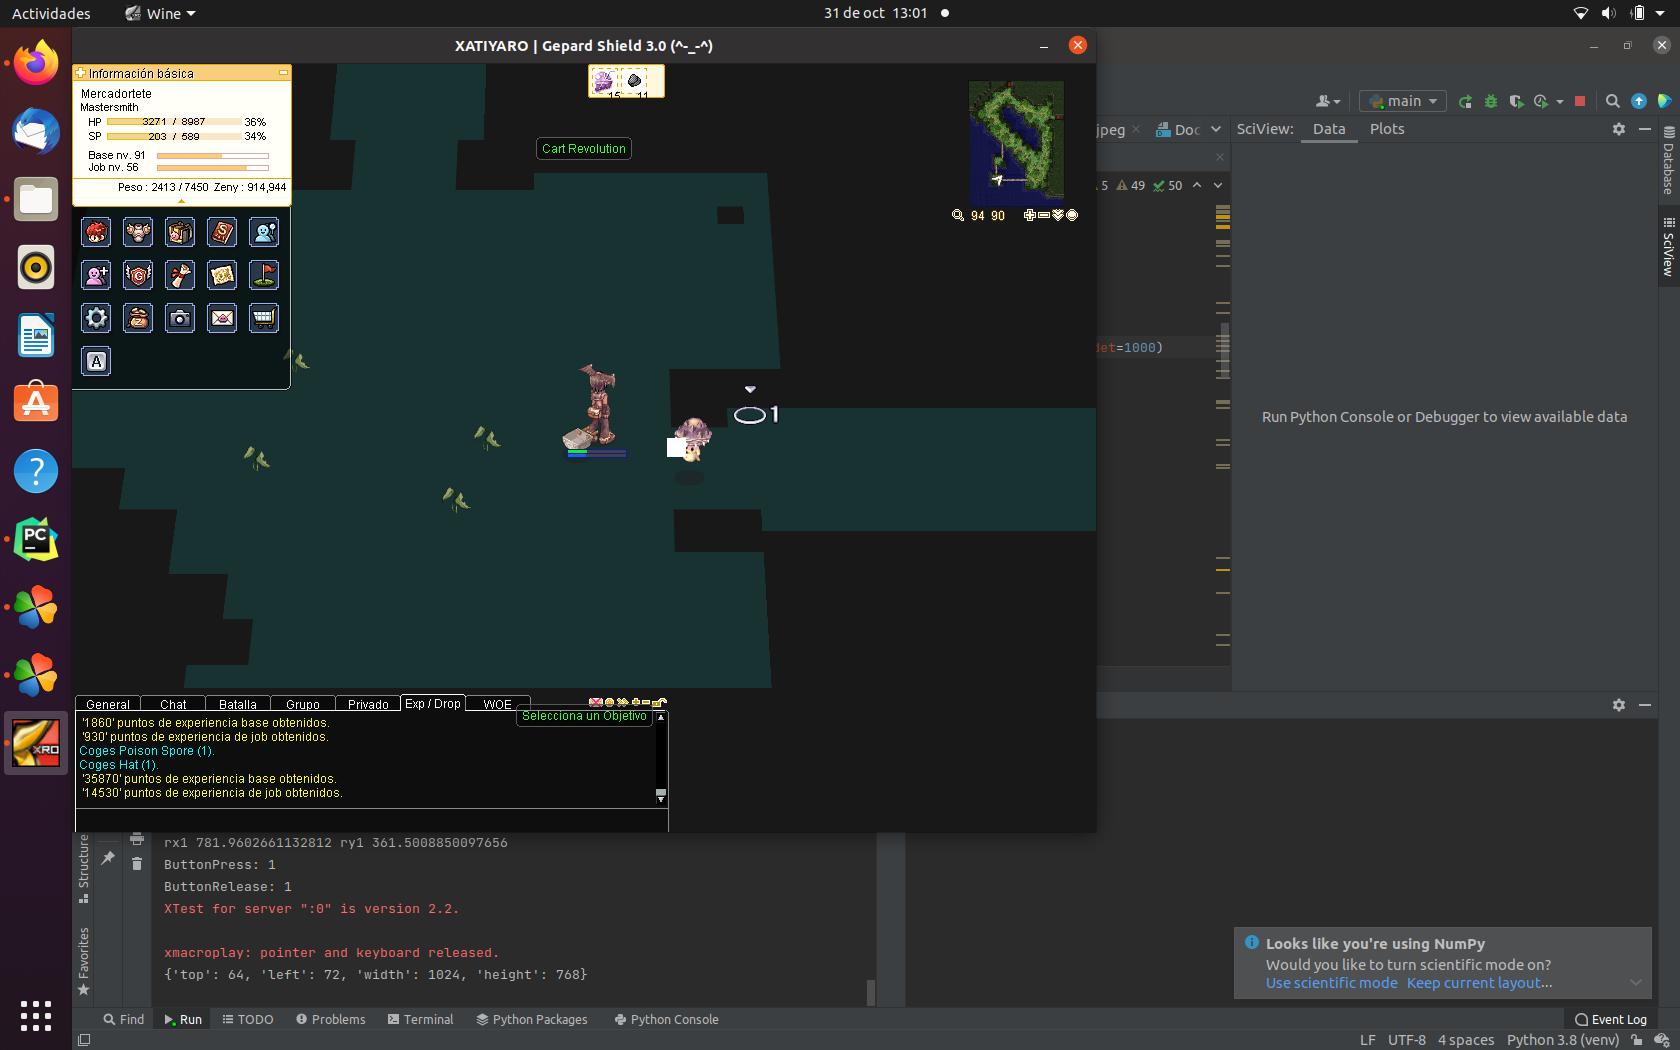 Actividades
Wine
31 de oct 13:01
XATIYARO | Gepard Shield 3.0 (^-_-^)
Información básica
Mercadortete
Mastersmith
HP 3271 / 8987 36%
SP 203 / 589 34%
Base nv. 91
Job nv. 56
Peso : 2413 / 7450 Zeny : 914,944
15 11
Cart Revolution
94 90
1
main
jpeg
Doc
SciView: Data Plots
5 49 50
Database
SciView
det=1000)
Run Python Console or Debugger to view available data
General Chat Batalla Grupo Privado Exp / Drop WOE
Selecciona un Objetivo
'1860' puntos de experiencia base obtenidos.
'930' puntos de experiencia de job obtenidos.
Coges Poison Spore (1).
Coges Hat (1).
'35870' puntos de experiencia base obtenidos.
'14530' puntos de experiencia de job obtenidos.
XRO
Structure
Favorites
rx1 781.9602661132812 ry1 361.5008850097656
ButtonPress: 1
ButtonRelease: 1
XTest for server ":0" is version 2.2.
xmacroplay: pointer and keyboard released.
{'top': 64, 'left': 72, 'width': 1024, 'height': 768}
Looks like you're using NumPy
Would you like to turn scientific mode on?
Use scientific mode Keep current layout...
Find Run TODO Problems Terminal Python Packages Python Console
Event Log
LF UTF-8 4 spaces Python 3.8 (venv)